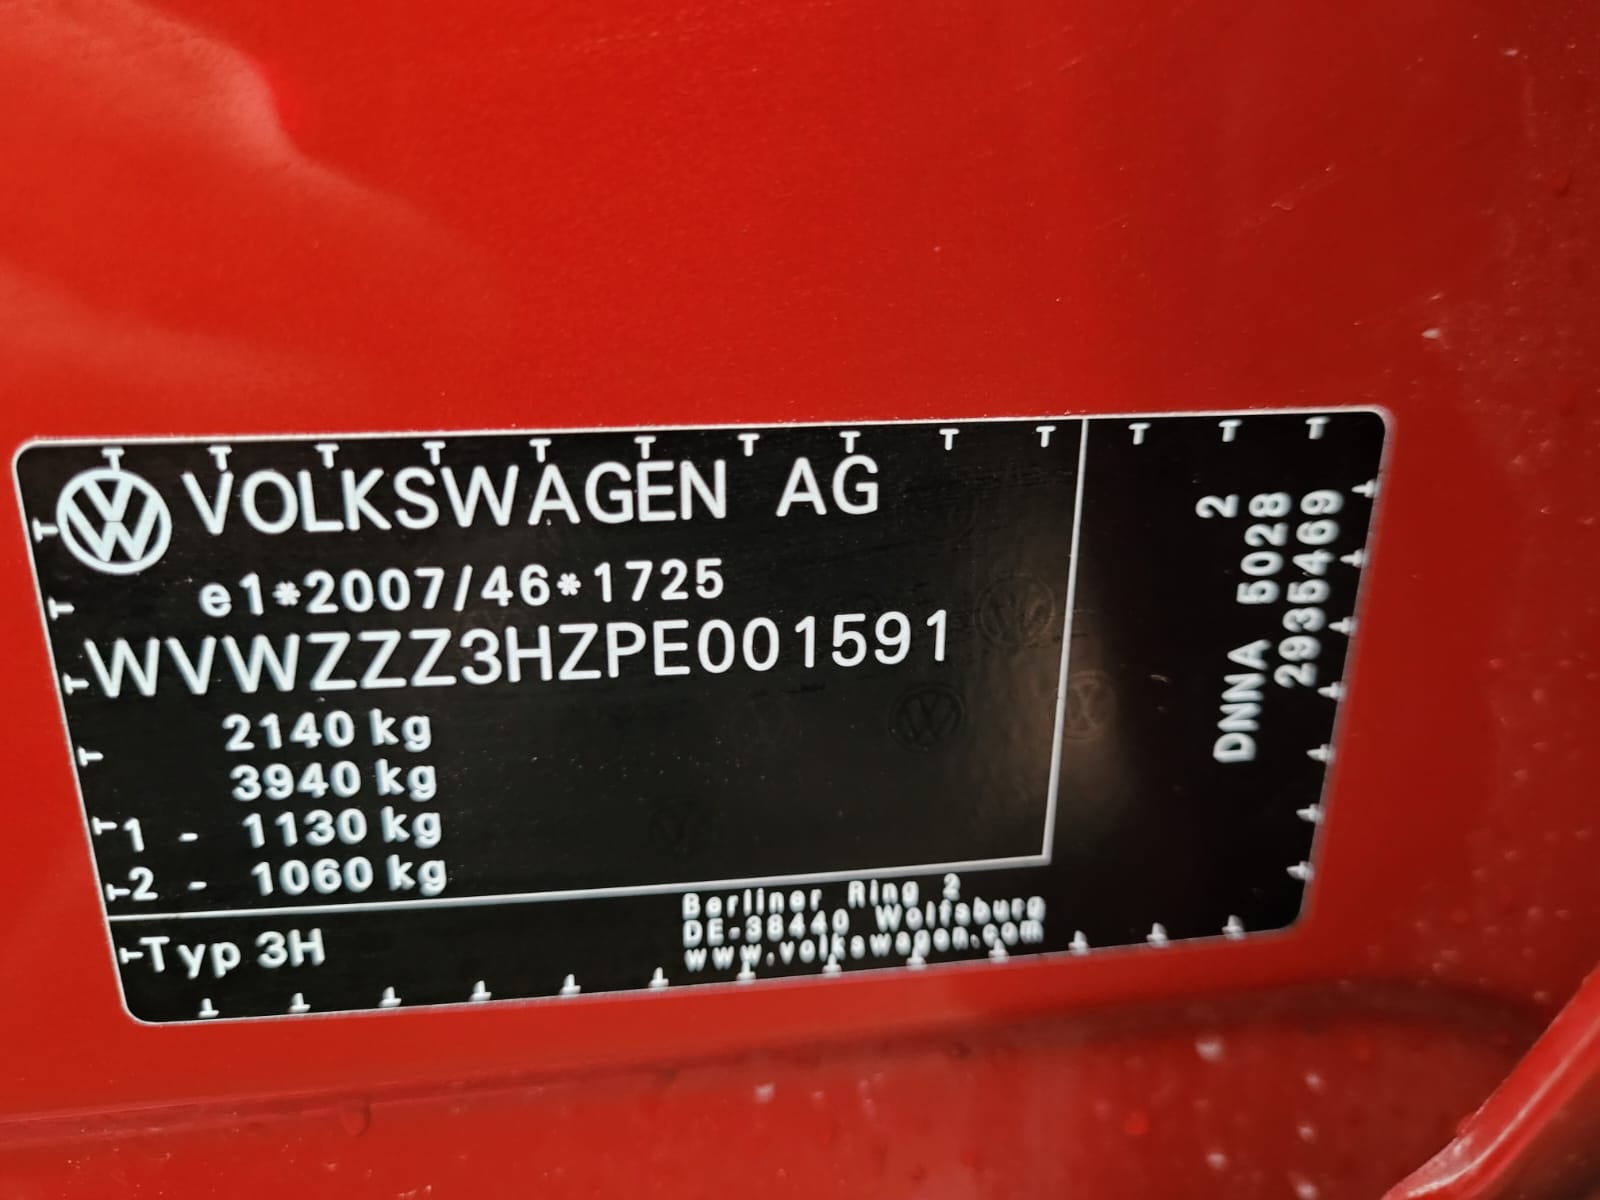 VOLKSWAGEN AG
e1*2007/46*1725
WVWZZZ3HZPE001591
2140 kg
3940 kg
1 - 1130 kg
2 - 1060 kg
Typ 3H
Berliner Ring 2
DE-38440 Wolfsburg
www.volkswagen.com
2
DNNA 5028
2935469